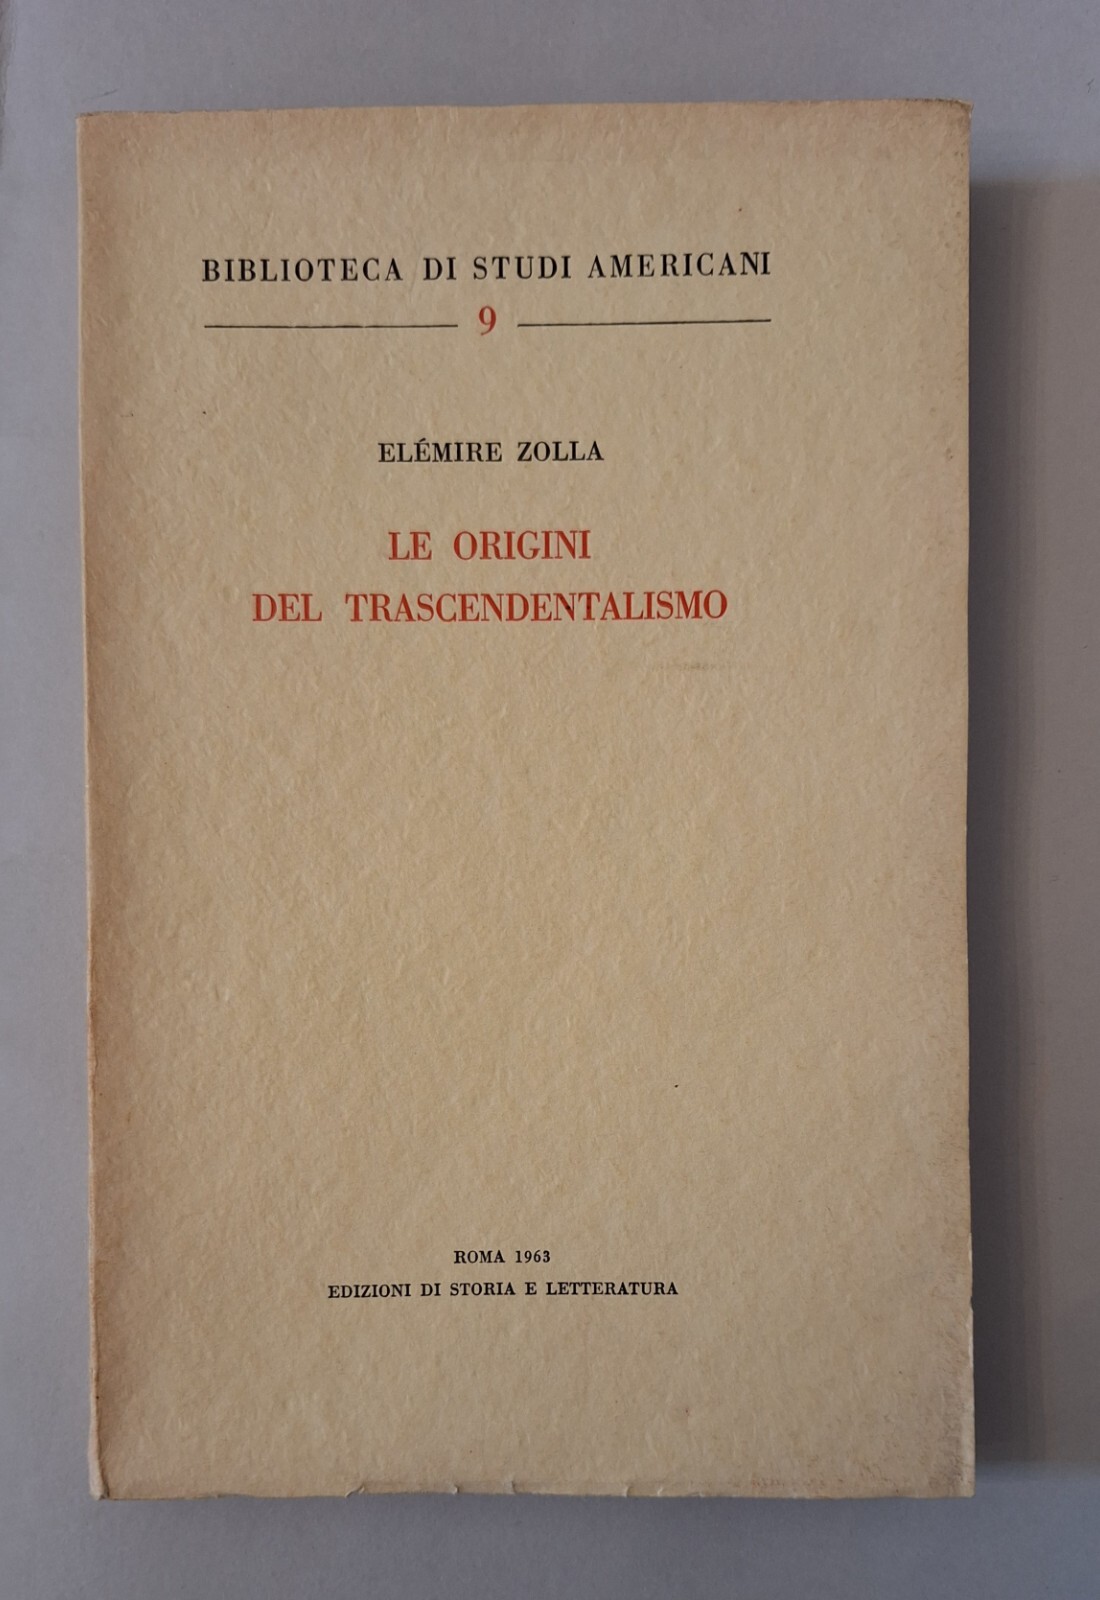 BIBLIOTECA DI STUDI AMERICANI
9
ELÉMIRE ZOLLA
LE ORIGINI
DEL TRASCENDENTALISMO
ROMA 1963
EDIZIONI DI STORIA E LETTERATURA